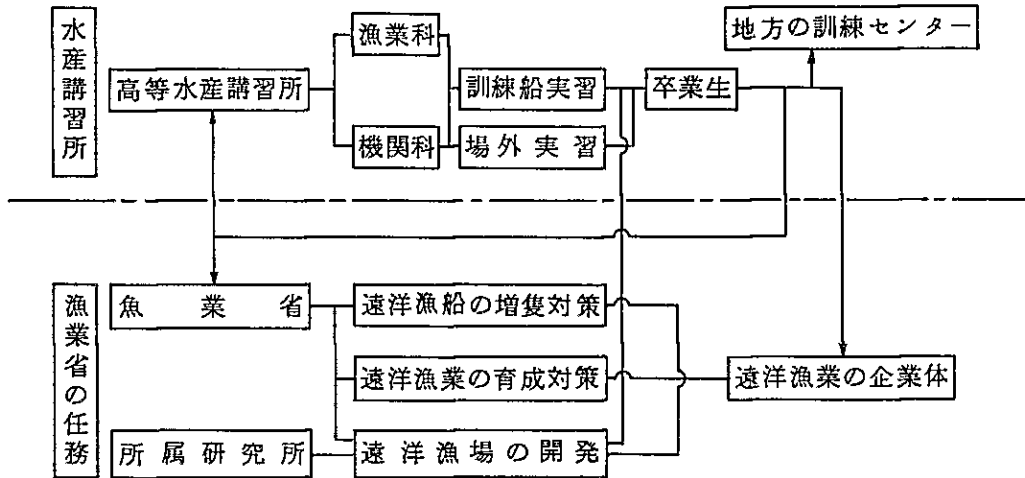 水産講習所
地方の訓練センター
漁業科
高等水産講習所
訓練船実習
卒業生
機関科
場外実習
漁業省の任務
魚業省
遠洋漁船の増隻対策
遠洋漁業の育成対策
遠洋漁業の企業体
所属研究所
遠洋漁場の開発